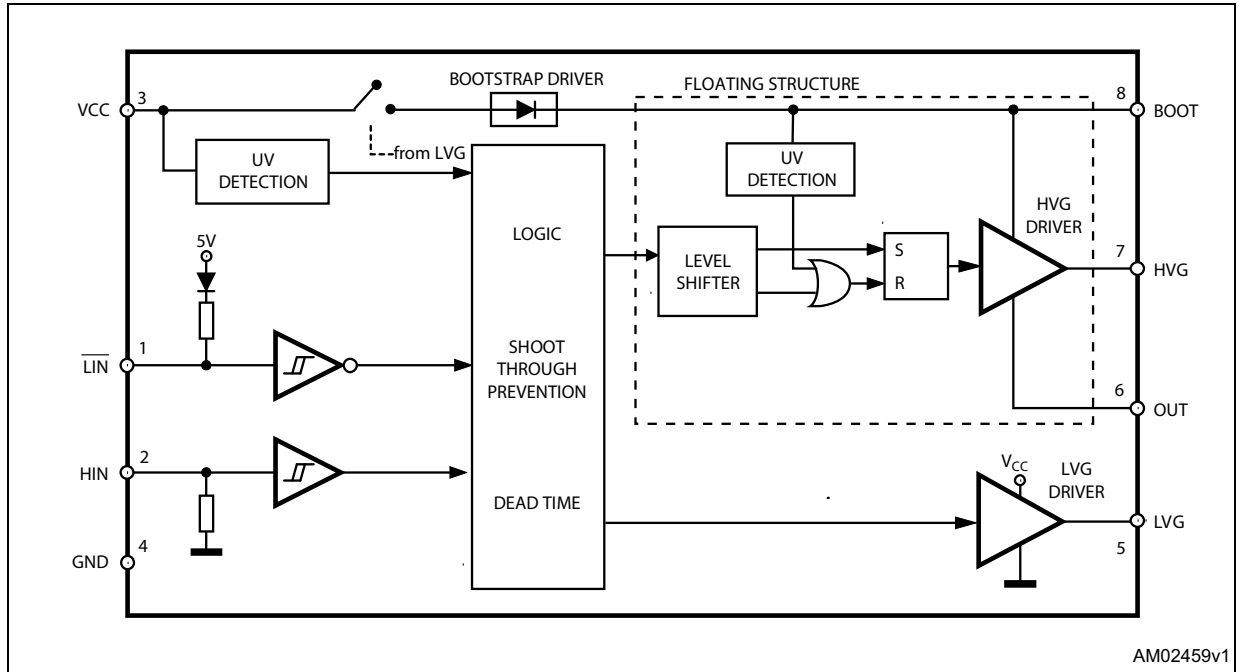 BOOTSTRAP DRIVER
FLOATING STRUCTURE
3
VCC
8
BOOT
from LVG
UV
DETECTION
UV
DETECTION
HVG
DRIVER
5V
LOGIC
LEVEL
SHIFTER
S
R
7
HVG
1
LIN
SHOOT
THROUGH
PREVENTION
6
OUT
2
HIN
VCC
LVG
DRIVER
DEAD TIME
LVG
5
4
GND
AM02459v1